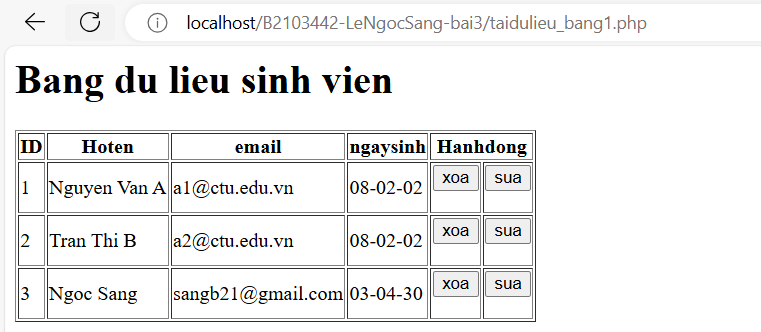 localhost/B2103442-LeNgocSang-bai3/taidulieu_bang1.php
Bang du lieu sinh vien
ID Hoten email ngaysinh Hanhdong
1 Nguyen Van A a1@ctu.edu.vn 08-02-02 xoa sua
2 Tran Thi B a2@ctu.edu.vn 08-02-02 xoa sua
3 Ngoc Sang sangb21@gmail.com 03-04-30 xoa sua